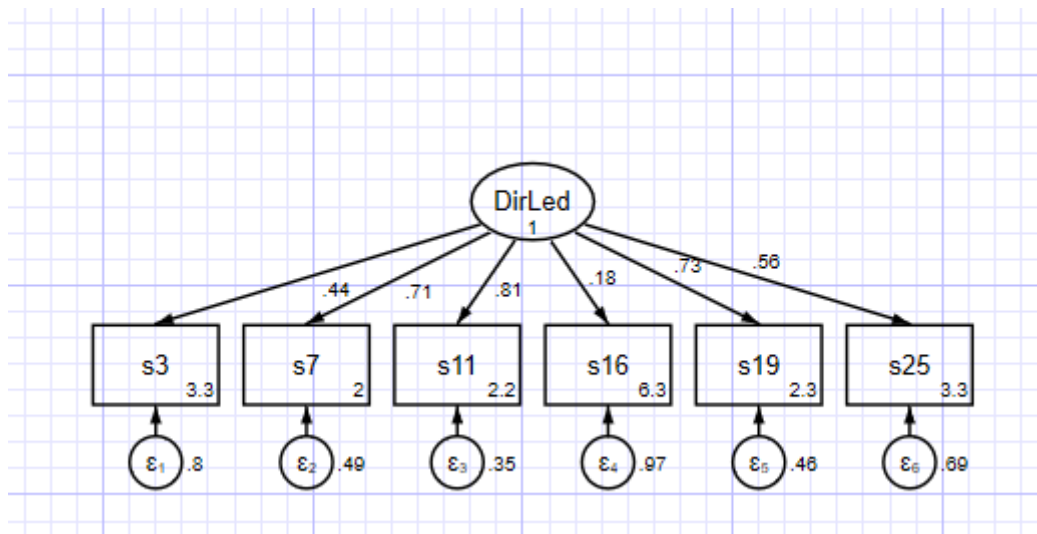 DirLed
1
.44 .71 .81 .18 .73 .56
s3 s7 s11 s16 s19 s25
3.3 2 2.2 6.3 2.3 3.3
ε₁ .8 ε₂ .49 ε₃ .35 ε₄ .97 ε₅ .46 ε₆ .69